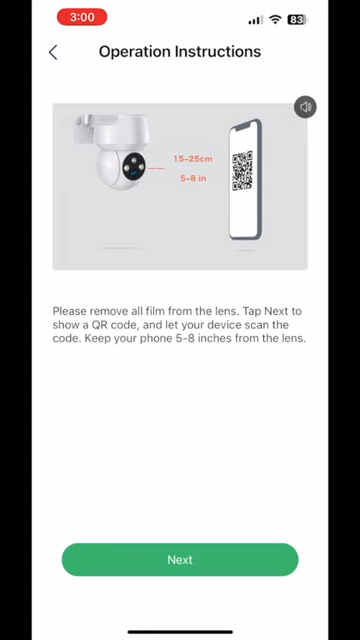 3:00
83
Operation Instructions
15-25cm
5-8 in
Please remove all film from the lens. Tap Next to
show a QR code, and let your device scan the
code. Keep your phone 5-8 inches from the lens.
Next